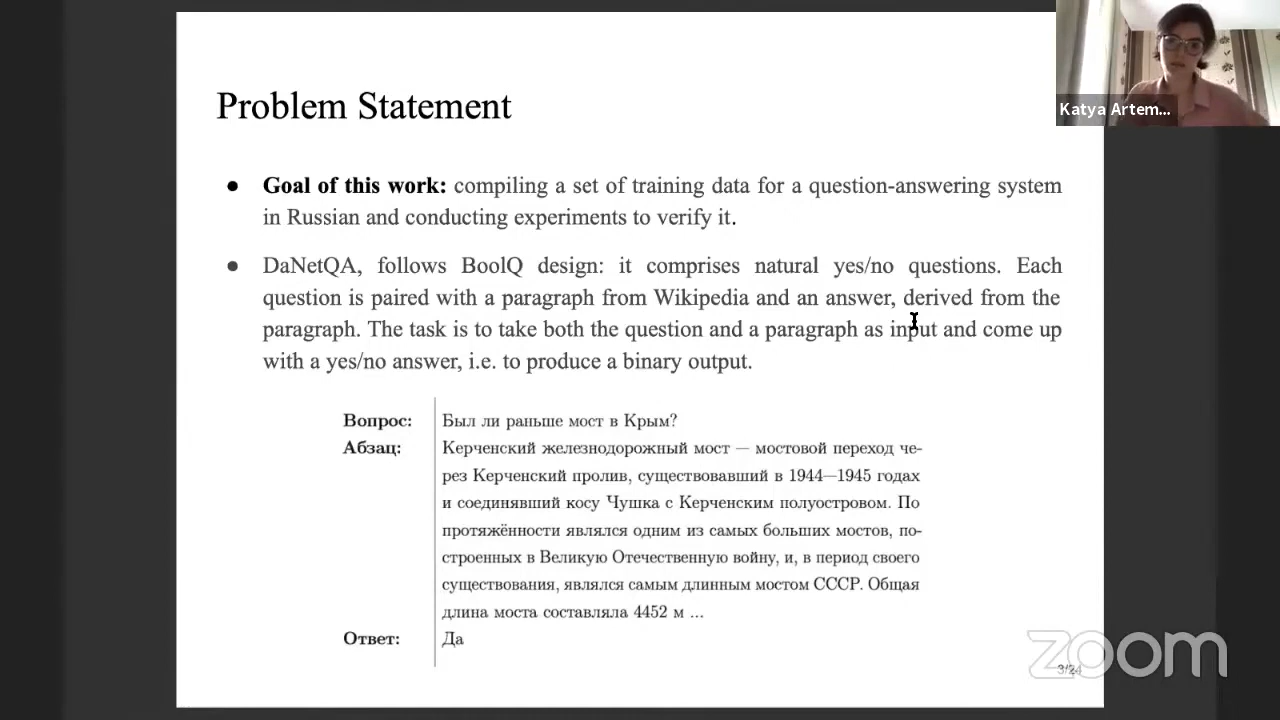 Problem Statement
Katya Artem...
● Goal of this work: compiling a set of training data for a question-answering system
in Russian and conducting experiments to verify it.
● DaNetQA, follows BoolQ design: it comprises natural yes/no questions. Each
question is paired with a paragraph from Wikipedia and an answer, derived from the
paragraph. The task is to take both the question and a paragraph as input and come up
with a yes/no answer, i.e. to produce a binary output.
Вопрос: Был ли раньше мост в Крым?
Абзац: Керченский железнодорожный мост — мостовой переход че-
рез Керченский пролив, существовавший в 1944—1945 годах
и соединявший косу Чушка с Керченским полуостровом. По
протяжённости являлся одним из самых больших мостов, по-
строенных в Великую Отечественную войну, и, в период своего
существования, являлся самым длинным мостом СССР. Общая
длина моста составляла 4452 м ...
Ответ: Да
zoom
3/24